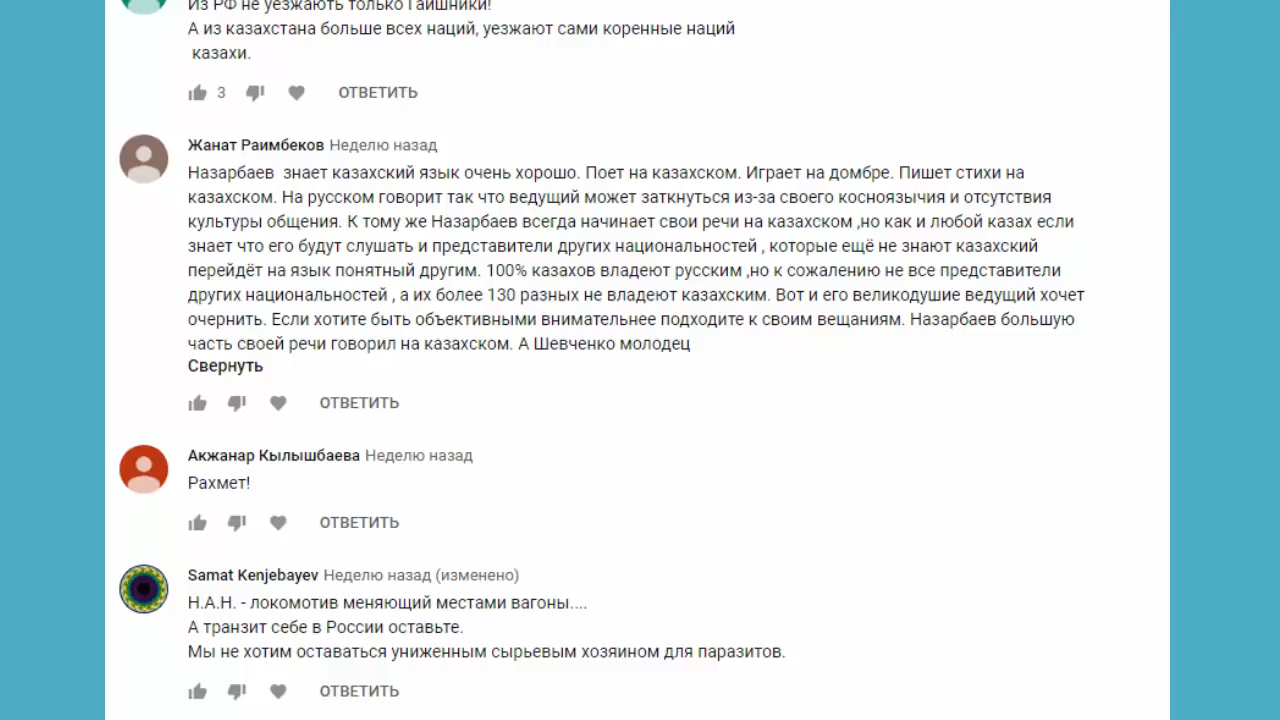 Из РФ не уезжають только Гаишники!
А из казахстана больше всех наций, уезжают сами коренные наций
казахи.
3 ОТВЕТИТЬ
Жанат Раимбеков Неделю назад
Назарбаев знает казахский язык очень хорошо. Поет на казахском. Играет на домбре. Пишет стихи на
казахском. На русском говорит так что ведущий может заткнуться из-за своего косноязычия и отсутствия
культуры общения. К тому же Назарбаев всегда начинает свои речи на казахском ,но как и любой казах если
знает что его будут слушать и представители других национальностей , которые ещё не знают казахский
перейдёт на язык понятный другим. 100% казахов владеют русским ,но к сожалению не все представители
других национальностей , а их более 130 разных не владеют казахским. Вот и его великодушие ведущий хочет
очернить. Если хотите быть объективными внимательнее подходите к своим вещаниям. Назарбаев большую
часть своей речи говорил на казахском. А Шевченко молодец
Свернуть
ОТВЕТИТЬ
Акжанар Кылышбаева Неделю назад
Рахмет!
ОТВЕТИТЬ
Samat Kenjebayev Неделю назад (изменено)
Н.А.Н. - локомотив меняющий местами вагоны....
А транзит себе в России оставьте.
Мы не хотим оставаться униженным сырьевым хозяином для паразитов.
ОТВЕТИТЬ